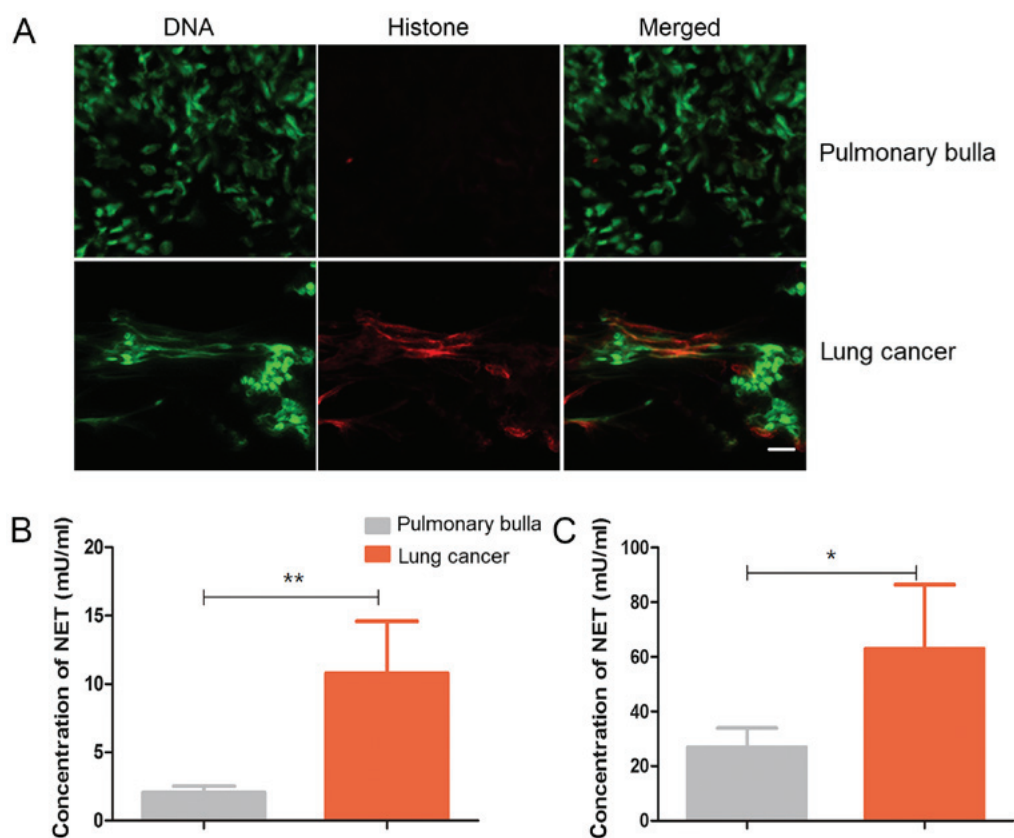 A
DNA
Histone
Merged
Pulmonary bulla
Lung cancer
B
Pulmonary bulla
Lung cancer
Concentration of NET (mU/ml)
20
15
10
5
0
**
C
Concentration of NET (mU/ml)
100
80
60
40
20
0
*